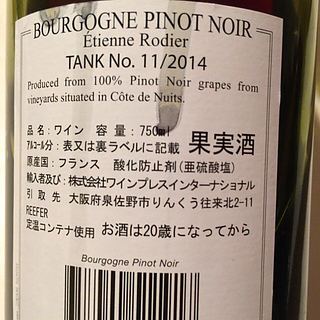 BOURGOGNE PINOT NOIR
Étienne Rodier
TANK No. 11/2014
Produced from 100% Pinot Noir grapes from
vineyards situated in Côte de Nuits.
品名：ワイン 容量：750ml
アルコール分：表又は裏ラベルに記載 果実酒
原産国：フランス 酸化防止剤（亜硫酸塩）
輸入者及び：株式会社ワインプレスインターナショナル
引取先 大阪府泉佐野市りんくう往来北2-11
REEFER
定温コンテナ使用 お酒は20歳になってから
Bourgogne Pinot Noir